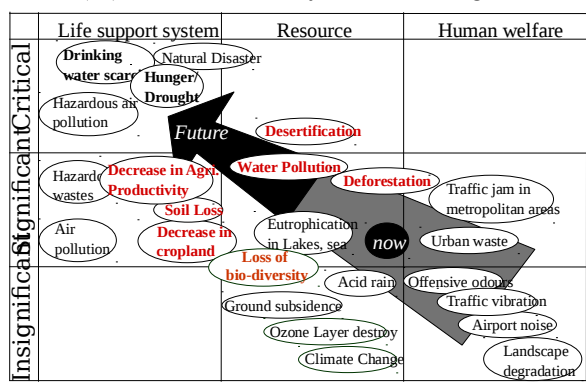 Life support system
Resource
Human welfare
Critical
Significant
Insignificant
Drinking
water scarc
Natural Disaster
Hunger/
Drought
Hazardous air
pollution
Future
Desertification
Hazardo
wastes
Decrease in Agri.
Productivity
Water Pollution
Deforestation
Traffic jam in
metropolitan areas
Soil Loss
Air
pollution
Decrease in
cropland
Eutrophication
in Lakes, sea
now
Urban waste
Loss of
bio-diversity
Acid rain
Offensive odours
Ground subsidence
Traffic vibration
Ozone Layer destroy
Airport noise
Climate Change
Landscape
degradation